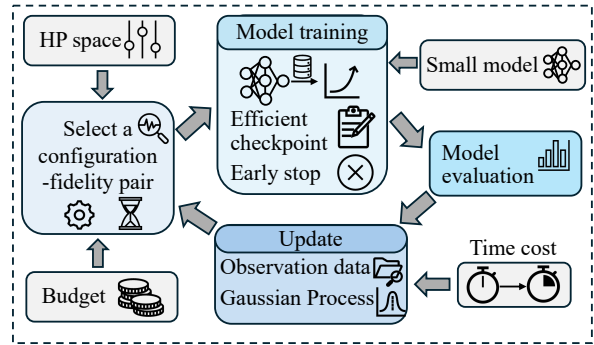 HP space
Model training
Small model
Select a
configuration
-fidelity pair
Efficient
checkpoint
Early stop
Model
evaluation
Update
Observation data
Gaussian Process
Time cost
Budget